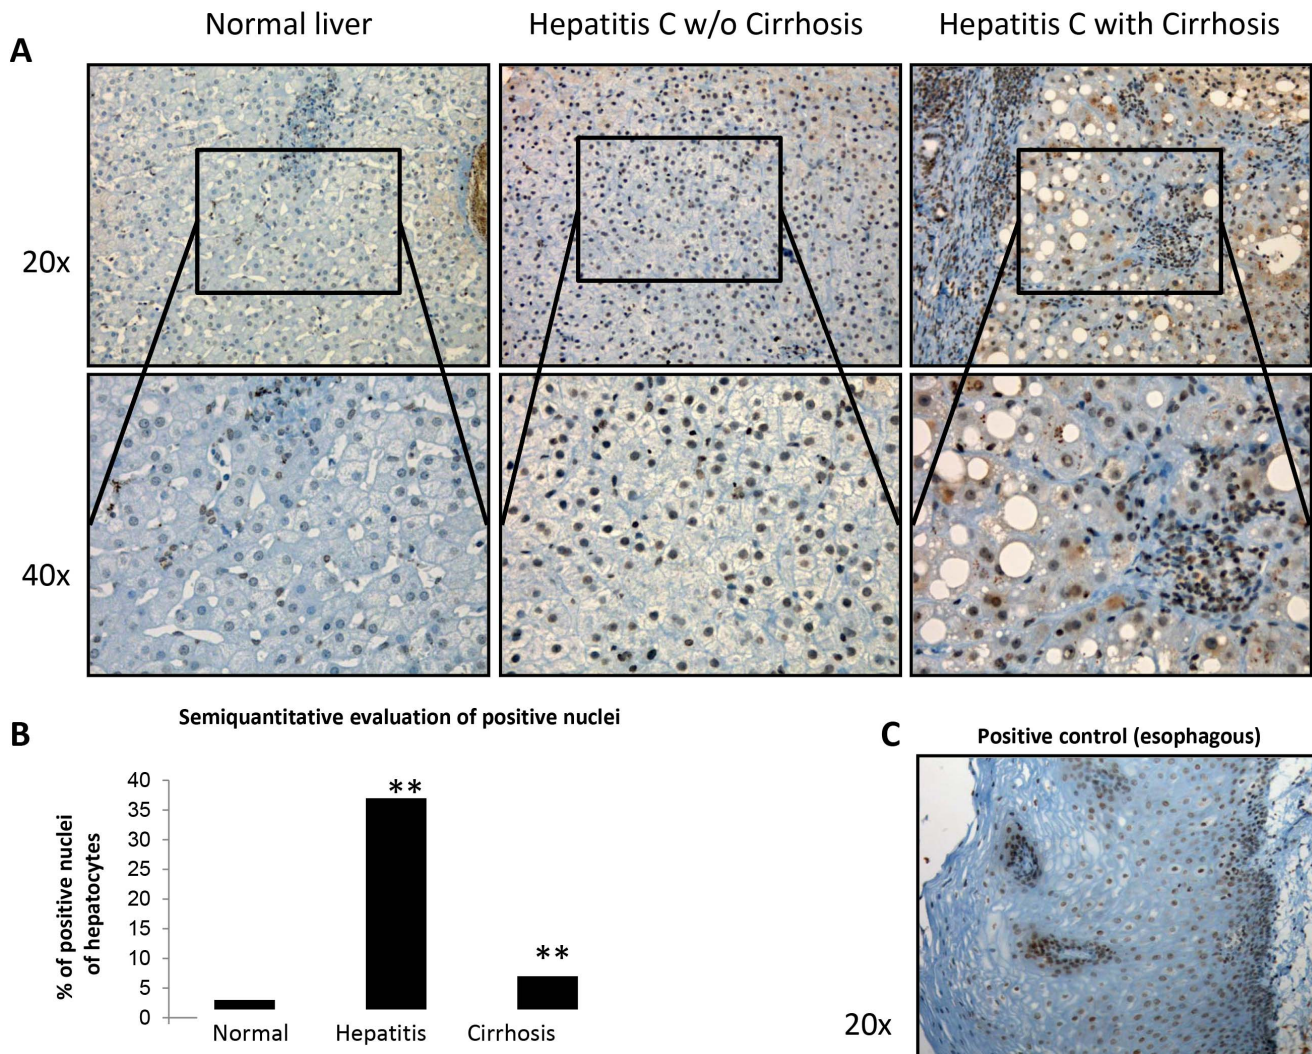 Normal liver
Hepatitis C w/o Cirrhosis
Hepatitis C with Cirrhosis
A
20x
40x
B
Semiquantitative evaluation of positive nuclei
% of positive nuclei
of hepatocytes
40
35
30
25
20
15
10
5
0
**
**
Normal
Hepatitis
Cirrhosis
C
Positive control (esophagous)
20x